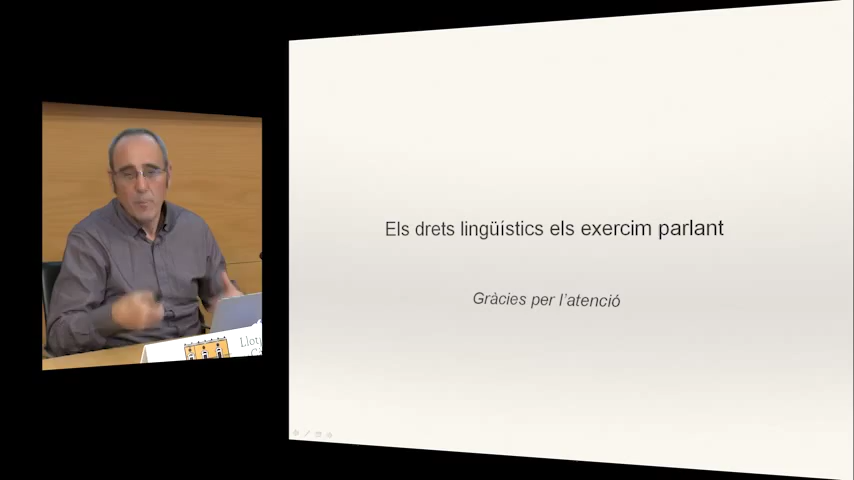 Els drets lingüístics els exercim parlant
Gràcies per l'atenció